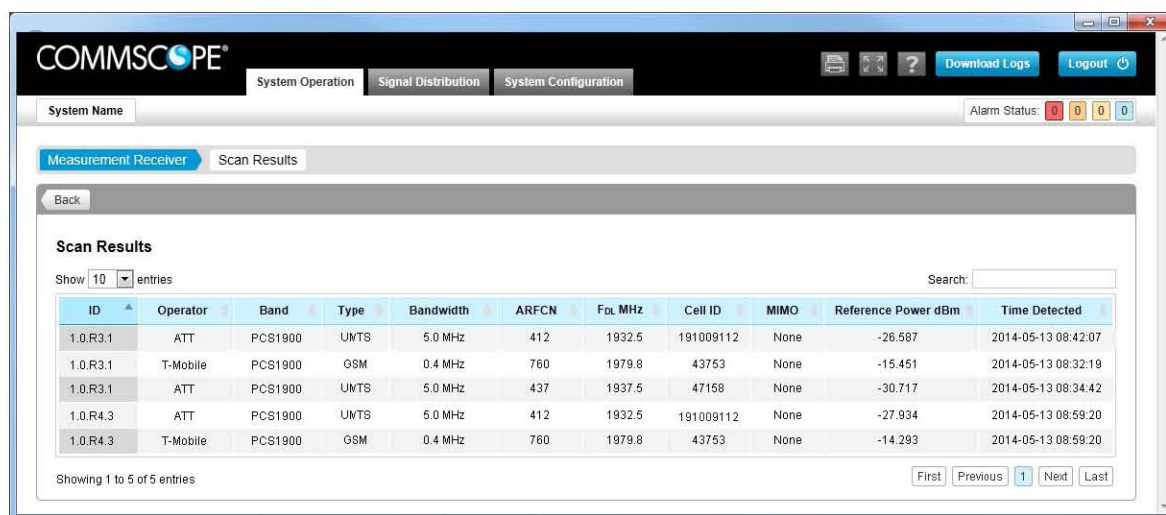 COMMSCOPE®
System Operation Signal Distribution System Configuration ? Download Logs Logout
System Name Alarm Status: 0 0 0 0
Measurement Receiver Scan Results
Back
Scan Results
Show 10 entries Search:
ID Operator Band Type Bandwidth ARFCN FDL MHz Cell ID MIMO Reference Power dBm Time Detected
1.0.R3.1 ATT PCS1900 UMTS 5.0 MHz 412 1932.5 191009112 None -26.587 2014-05-13 08:42:07
1.0.R3.1 T-Mobile PCS1900 GSM 0.4 MHz 760 1979.8 43753 None -15.451 2014-05-13 08:32:19
1.0.R3.1 ATT PCS1900 UMTS 5.0 MHz 437 1937.5 47158 None -30.717 2014-05-13 08:34:42
1.0.R4.3 ATT PCS1900 UMTS 5.0 MHz 412 1932.5 191009112 None -27.934 2014-05-13 08:59:20
1.0.R4.3 T-Mobile PCS1900 GSM 0.4 MHz 760 1979.8 43753 None -14.293 2014-05-13 08:59:20
Showing 1 to 5 of 5 entries First Previous 1 Next Last